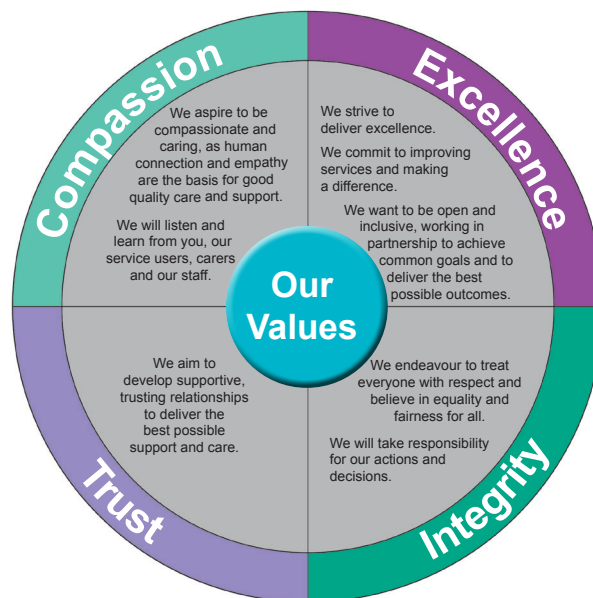 Compassion
We aspire to be
compassionate and
caring, as human
connection and empathy
are the basis for good
quality care and support.
We will listen and
learn from you, our
service users, carers
and our staff.
Excellence
We strive to
deliver excellence.
We commit to improving
services and making
a difference.
We want to be open and
inclusive, working in
partnership to achieve
common goals and to
deliver the best
possible outcomes.
Our
Values
Trust
We aim to
develop supportive,
trusting relationships
to deliver the
best possible
support and care.
Integrity
We endeavour to treat
everyone with respect and
believe in equality and
fairness for all.
We will take responsibility
for our actions and
decisions.